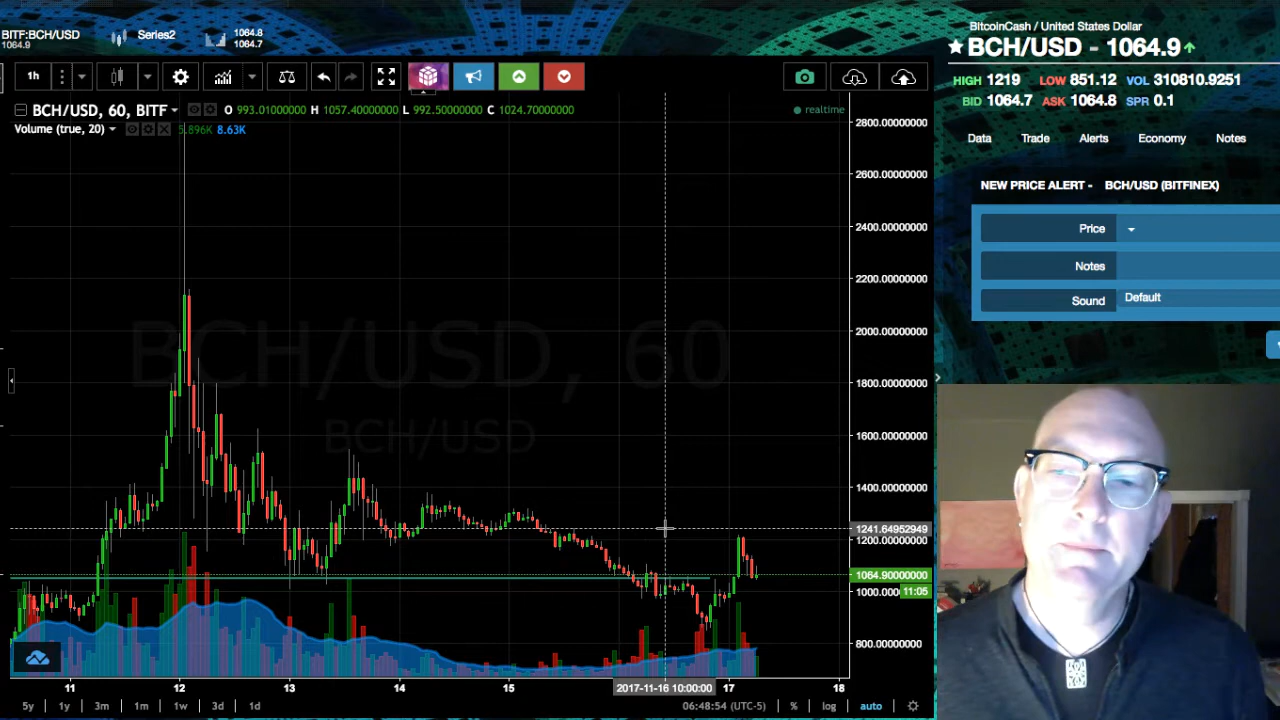 BITF:BCH/USD
1064.9
Series2
1064.8
1064.7
BitcoinCash / United States Dollar
BCH/USD - 1064.9
HIGH 1219 LOW 851.12 VOL 310810.9251
BID 1064.7 ASK 1064.8 SPR 0.1
Data Trade Alerts Economy Notes
NEW PRICE ALERT - BCH/USD (BITFINEX)
Price
Notes
Sound Default
1h
BCH/USD, 60, BITF O 993.01000000 H 1057.40000000 L 992.50000000 C 1024.70000000
realtime
Volume (true, 20) 5.896K 8.63K
BCH/USD, 60
BCH/USD
2800.00000000
2600.00000000
2400.00000000
2200.00000000
2000.00000000
1800.00000000
1600.00000000
1400.00000000
1241.64952949
1200.00000000
1064.90000000
11:05
1000.000
800.00000000
11 12 13 14 15 2017-11-16 10:00:00 17 18
5y 1y 3m 1m 1w 3d 1d 06:48:54 (UTC-5) % log auto